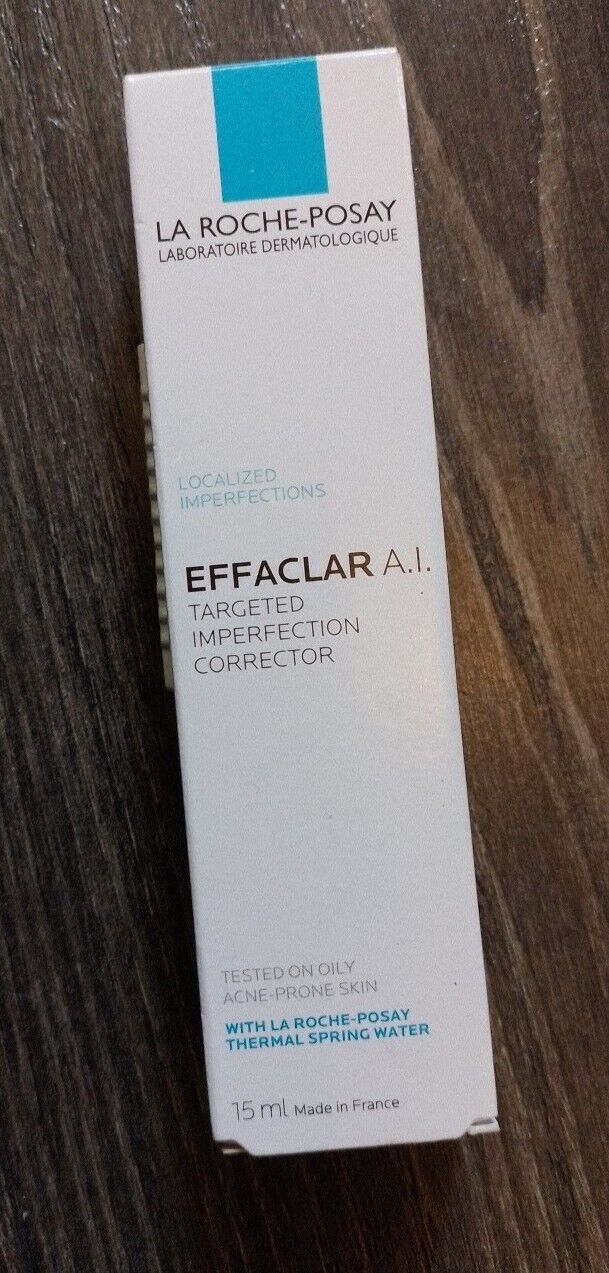 LA ROCHE-POSAY
LABORATOIRE DERMATOLOGIQUE
LOCALIZED
IMPERFECTIONS
EFFACLAR A.I.
TARGETED
IMPERFECTION
CORRECTOR
TESTED ON OILY
ACNE-PRONE SKIN
WITH LA ROCHE-POSAY
THERMAL SPRING WATER
15 ml Made in France